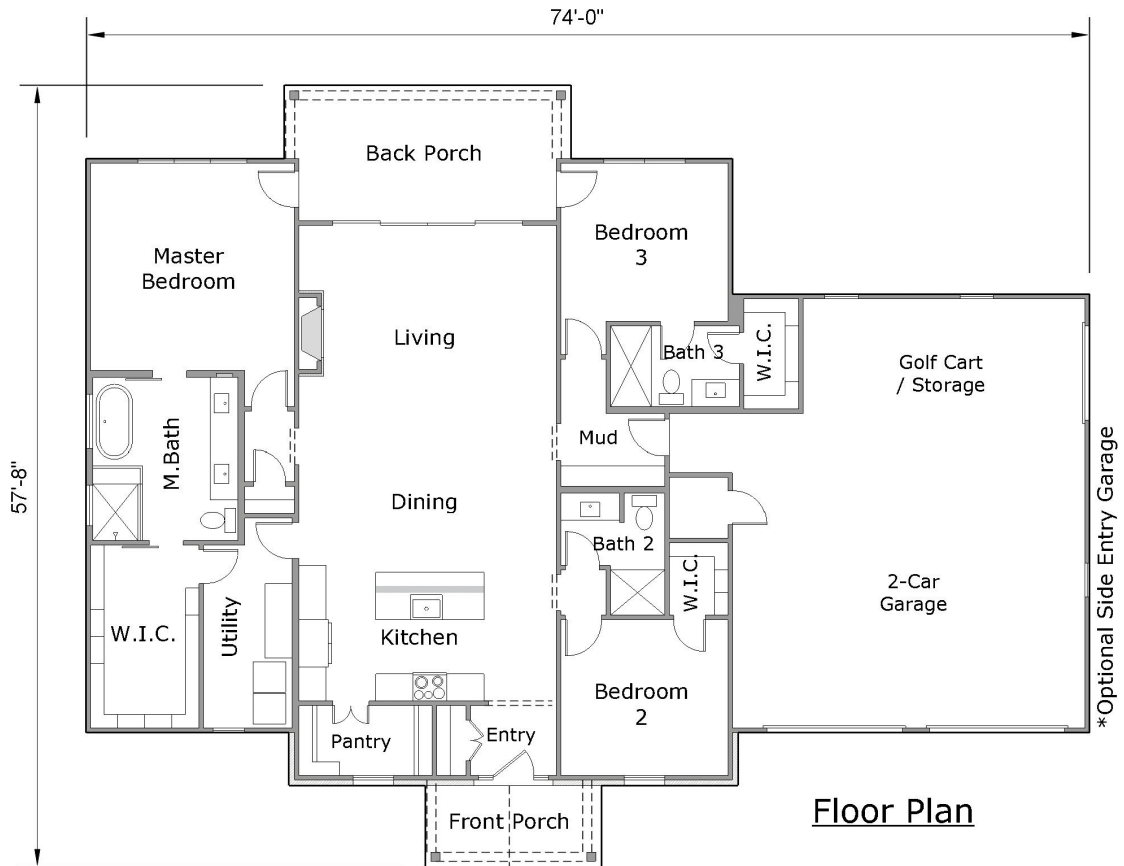 74'-0"
57'-8"
Back Porch
Master
Bedroom
Bedroom
3
Living
Bath 3
W.I.C.
Golf Cart
/ Storage
M.Bath
Mud
Dining
Bath 2
W.I.C.
2-Car
Garage
*Optional Side Entry Garage
W.I.C.
Utility
Kitchen
Bedroom
2
Pantry
Entry
Front Porch
Floor Plan